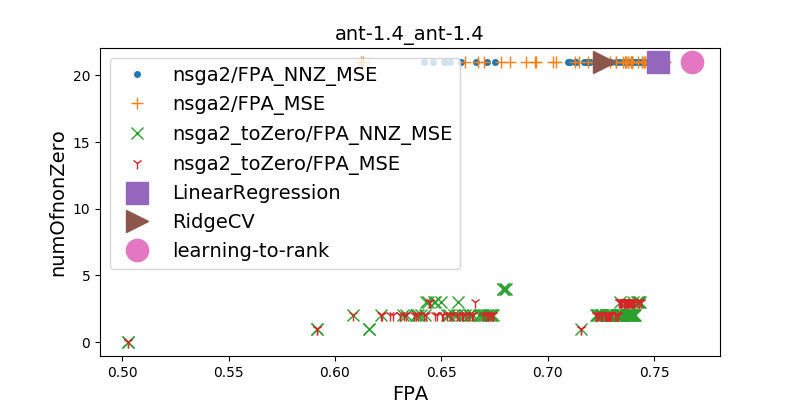 ant-1.4_ant-1.4
numOfnonZero
20
15
10
5
0
nsga2/FPA_NNZ_MSE
nsga2/FPA_MSE
nsga2_toZero/FPA_NNZ_MSE
nsga2_toZero/FPA_MSE
LinearRegression
RidgeCV
learning-to-rank
0.50 0.55 0.60 0.65 0.70 0.75
FPA